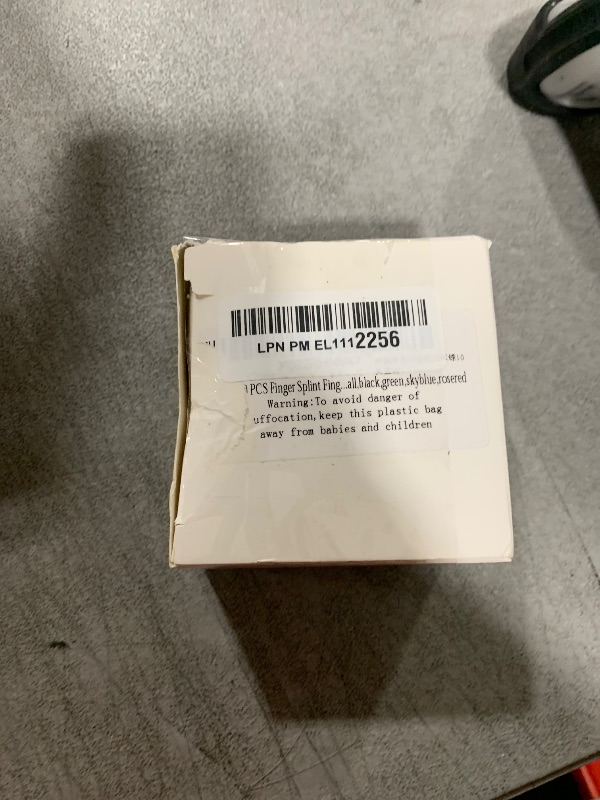 LPN PM EL1112256
PCS Finger Splint Fing...all,black,green,skyblue,rosered
Warning:To avoid danger of
uffocation,keep this plastic bag
away from babies and children